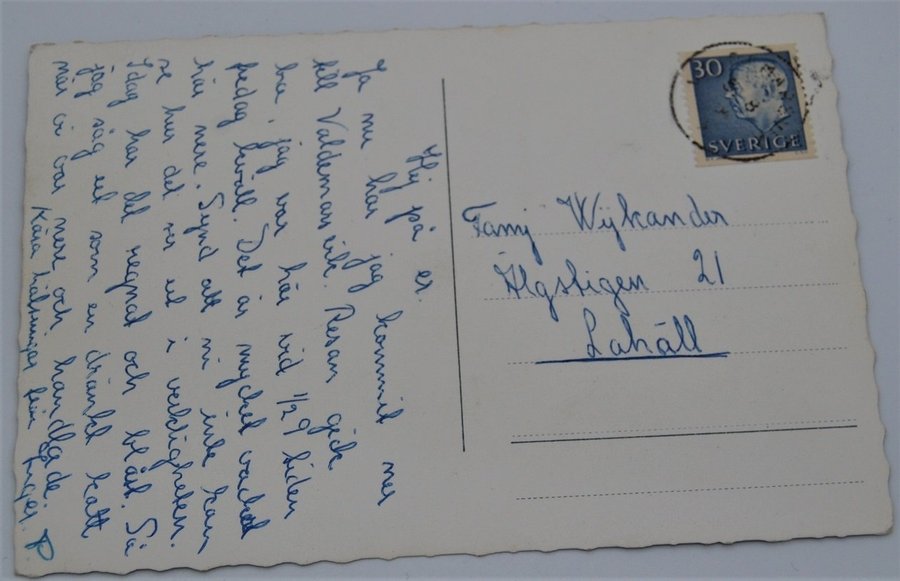 Hej på er.
Ja nu har jag kommit ner
till Valdemarsvik. Resan gick
bra, jag var här vid 1/2 9 tiden
fredag kväll. Det är mycket vackert
här nere. Synd att ni inte kan
se hur det ser ut i verkligheten.
Idag har det regnat och blåst. Så
jag såg ut som en dränkt katt
när vi var nere och handlade.
Kära hälsningar från Inger.
30
SVERIGE
Famj Wykander
Älgstigen 21
Lahäll